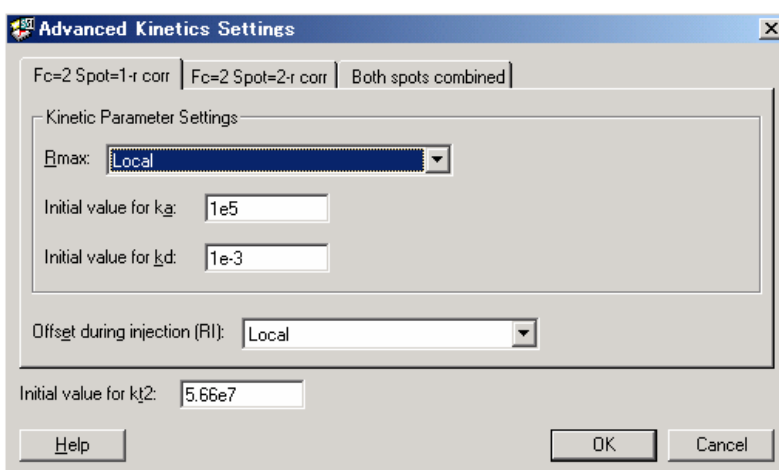 Advanced Kinetics Settings
Fc=2 Spot=1-r corr Fc=2 Spot=2-r corr Both spots combined
Kinetic Parameter Settings
Rmax: Local
Initial value for ka: 1e5
Initial value for kd: 1e-3
Offset during injection (RI): Local
Initial value for kt2: 5.66e7
Help OK Cancel